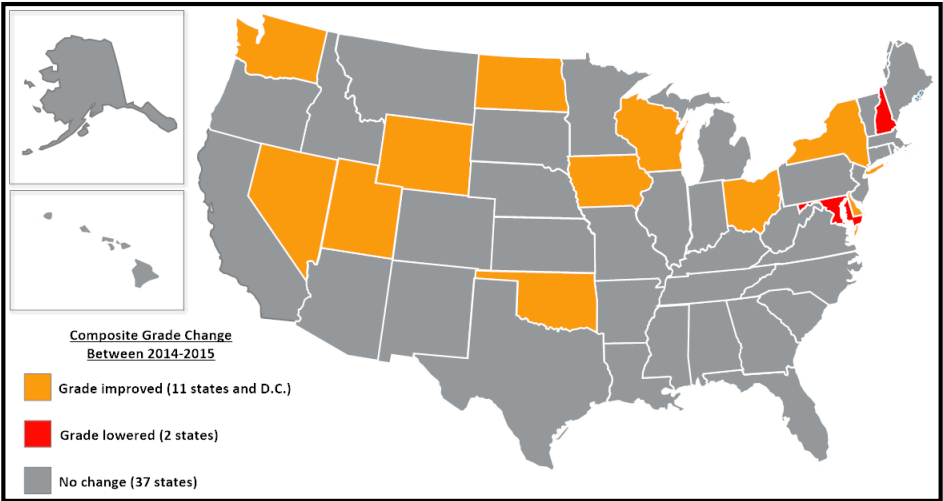 Composite Grade Change
Between 2014-2015
Grade improved (11 states and D.C.)
Grade lowered (2 states)
No change (37 states)